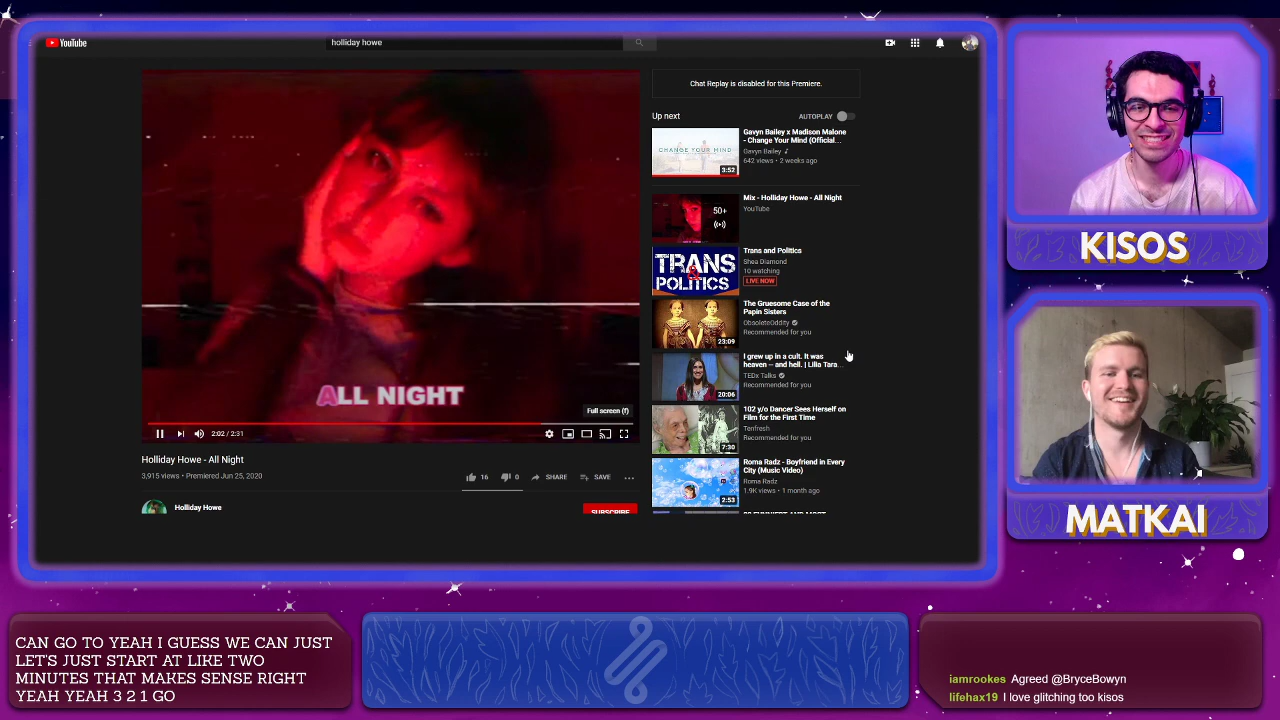 YouTube
holliday howe
ALL NIGHT
Full screen (f)
2:02 / 2:31
Holliday Howe - All Night
3,915 views • Premiered Jun 25, 2020
16
0
SHARE
SAVE
Holliday Howe
SUBSCRIBE
Chat Replay is disabled for this Premiere.
Up next
AUTOPLAY
CHANGE YOUR MIND
3:52
Gavyn Bailey x Madison Malone
- Change Your Mind (Official...
Gavyn Bailey
642 views • 2 weeks ago
50+
Mix - Holliday Howe - All Night
YouTube
TRANS
&
POLITICS
Trans and Politics
Shea Diamond
10 watching
LIVE NOW
23:09
The Gruesome Case of the
Papin Sisters
ObsoleteOddity
Recommended for you
20:06
I grew up in a cult. It was
heaven -- and hell. | Lilia Tara...
TEDx Talks
Recommended for you
7:30
102 y/o Dancer Sees Herself on
Film for the First Time
Tenfresh
Recommended for you
2:53
Roma Radz - Boyfriend in Every
City (Music Video)
Roma Radz
1.9K views • 1 month ago
KISOS
MATKAI
CAN GO TO YEAH I GUESS WE CAN JUST
LET'S JUST START AT LIKE TWO
MINUTES THAT MAKES SENSE RIGHT
YEAH YEAH 3 2 1 GO
iamrookes Agreed @BryceBowyn
lifehax19 I love glitching too kisos